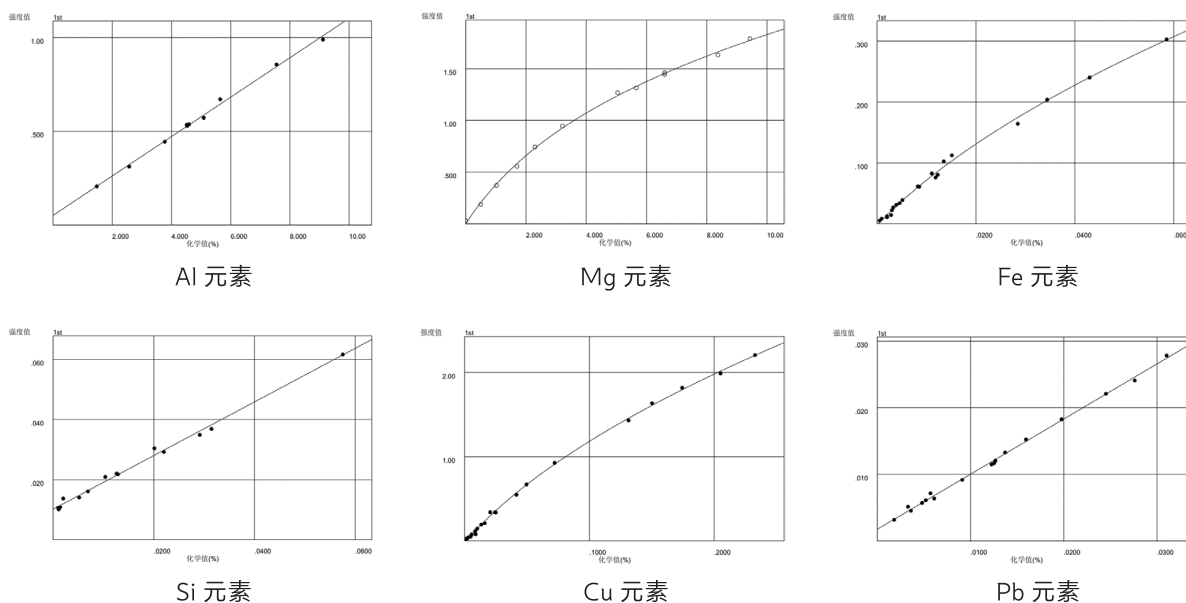 强度值
1st
1.00
.500
2.000
4.000
6.000
8.000
10.00
化学值(%)
Al 元素
强度值
1st
1.50
1.00
.500
2.000
4.000
6.000
8.000
10.00
化学值(%)
Mg 元素
强度值
1st
.300
.200
.100
.0200
.0400
.060
化学值(%)
Fe 元素
强度值
1st
.060
.040
.020
.0200
.0400
.0600
化学值(%)
Si 元素
强度值
1st
2.00
1.00
.1000
.2000
化学值(%)
Cu 元素
强度值
1st
.030
.020
.010
.0100
.0200
.0300
化学值(%)
Pb 元素